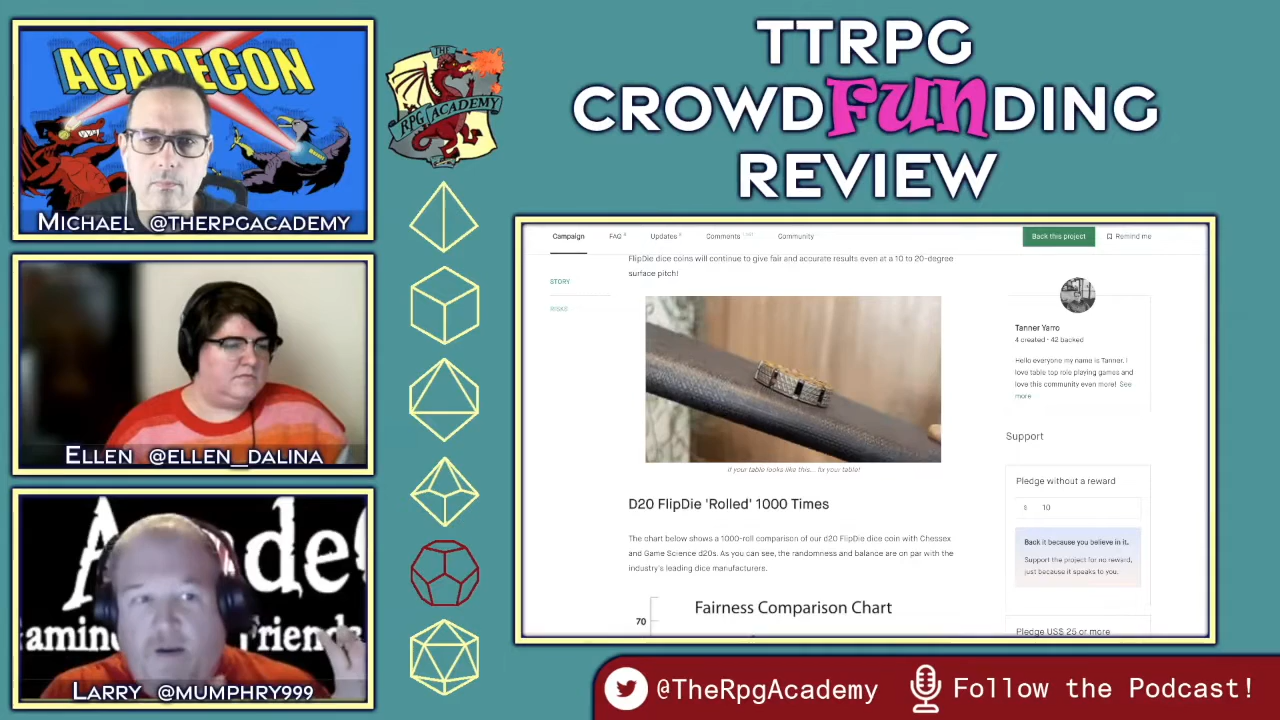 ACADECON
MICHAEL @THERPGACADEMY
THE
RPG ACADEMY
TTRPG
CROWDFUNDING
REVIEW
ELLEN @ELLEN_DALINA
LARRY @MUMPHRY999
Campaign
FAQ
Updates
Comments
Community
Back this project
Remind me
STORY
RISKS
FlipDie dice coins will continue to give fair and accurate results even at a 10 to 20-degree
surface pitch!
If your table looks like this... fix your table!
D20 FlipDie 'Rolled' 1000 Times
The chart below shows a 1000-roll comparison of our d20 FlipDie dice coin with Chessex
and Game Science d20s. As you can see, the randomness and balance are on par with the
industry's leading dice manufacturers.
Fairness Comparison Chart
70
Tanner Yarro
4 created · 42 backed
Hello everyone my name is Tanner, I
love table top role playing games and
love this community even more! See
more
Support
Pledge without a reward
$ 10
Back it because you believe in it.
Support the project for no reward,
just because it speaks to you.
Pledge US$ 25 or more
@TheRpgAcademy
Follow the Podcast!